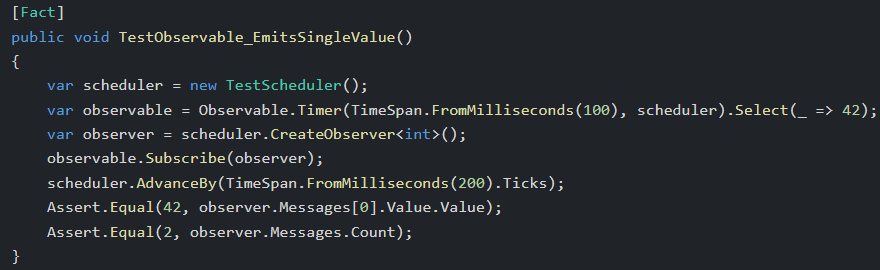 [Fact]
public void TestObservable_EmitsSingleValue()
{
    var scheduler = new TestScheduler();
    var observable = Observable.Timer(TimeSpan.FromMilliseconds(100), scheduler).Select(_ => 42);
    var observer = scheduler.CreateObserver<int>();
    observable.Subscribe(observer);
    scheduler.AdvanceBy(TimeSpan.FromMilliseconds(200).Ticks);
    Assert.Equal(42, observer.Messages[0].Value.Value);
    Assert.Equal(2, observer.Messages.Count);
}